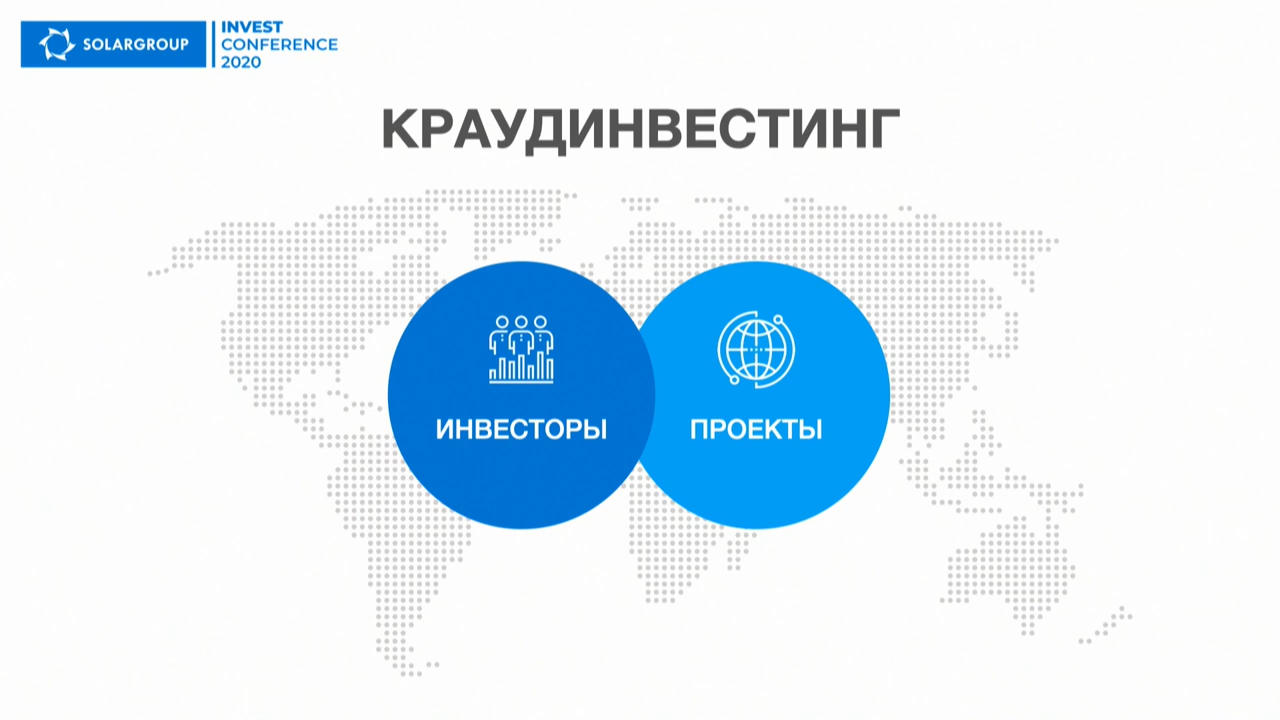 SOLARGROUP
INVEST
CONFERENCE
2020
КРАУДИНВЕСТИНГ
ИНВЕСТОРЫ
ПРОЕКТЫ